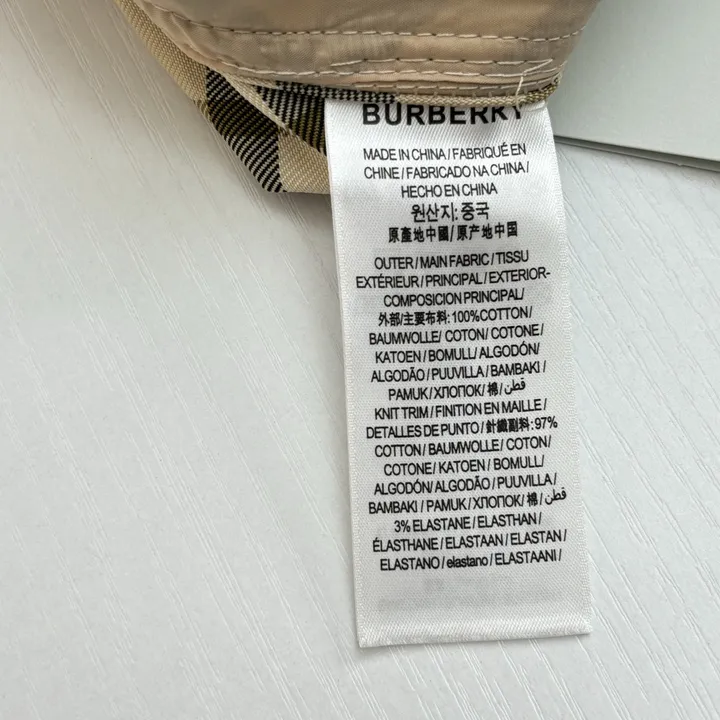 BURBERRY
MADE IN CHINA / FABRIQUÉ EN
CHINE / FABRICADO NA CHINA /
HECHO EN CHINA
원산지: 중국
原產地中國/ 原产地中国
OUTER / MAIN FABRIC / TISSU
EXTÉRIEUR / PRINCIPAL / EXTERIOR-
COMPOSICION PRINCIPAL/
外部/主要布料: 100%COTTON /
BAUMWOLLE/ COTON/ COTONE/
KATOEN / BOMULL/ ALGODÓN/
ALGODÃO / PUUVILLA / BAMBAKI /
PAMUK / ХЛОПОК/ 棉 / قطن /
KNIT TRIM / FINITION EN MAILLE /
DETALLES DE PUNTO / 針織副料: 97%
COTTON / BAUMWOLLE / COTON/
COTONE/ KATOEN / BOMULL/
ALGODÓN/ ALGODÃO / PUUVILLA /
BAMBAKI / PAMUK / ХЛОПОК/ 棉 / قطن /
3% ELASTANE / ELASTHAN /
ÉLASTHANE / ELASTAAN / ELASTAN /
ELASTANO / elastano / ELASTAANI /